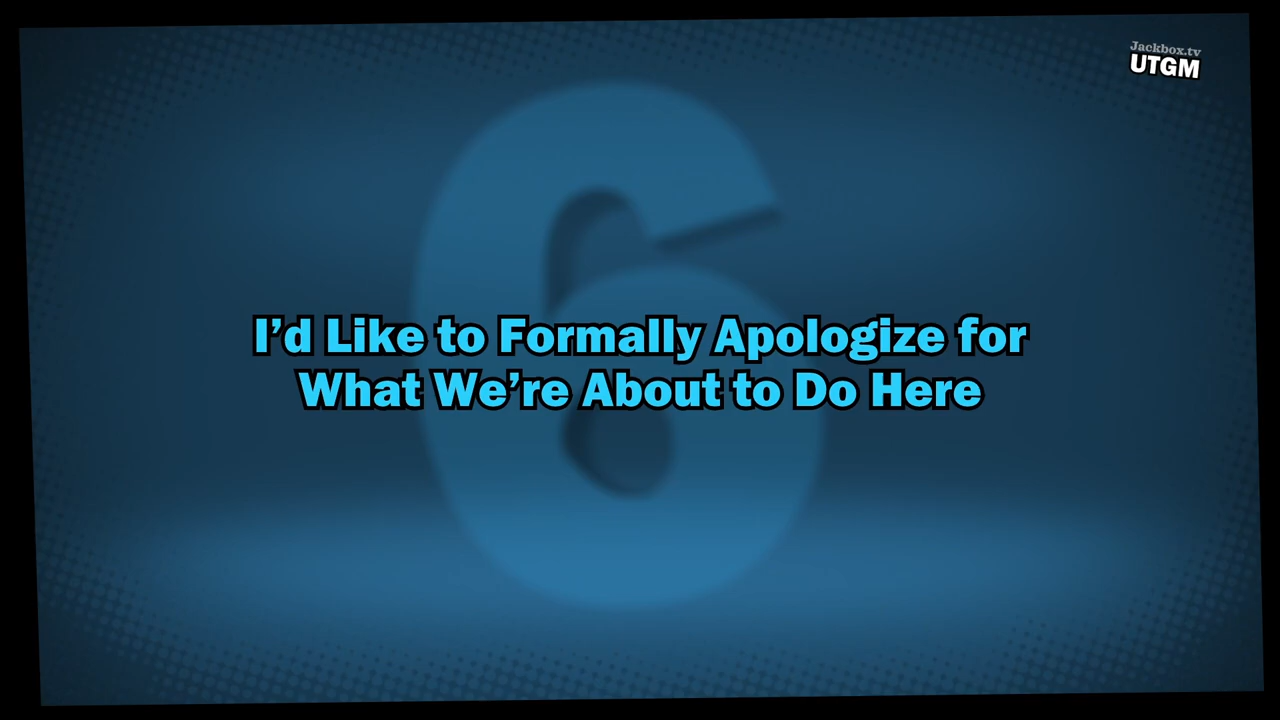 Jackbox.tv
UTGM
6
I’d Like to Formally Apologize for
What We’re About to Do Here